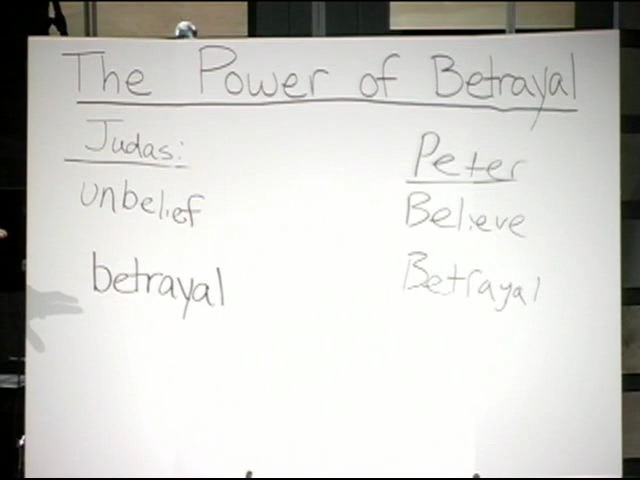 The Power of Betrayal
Judas:
unbelief
betrayal
Peter
Believe
Betrayal